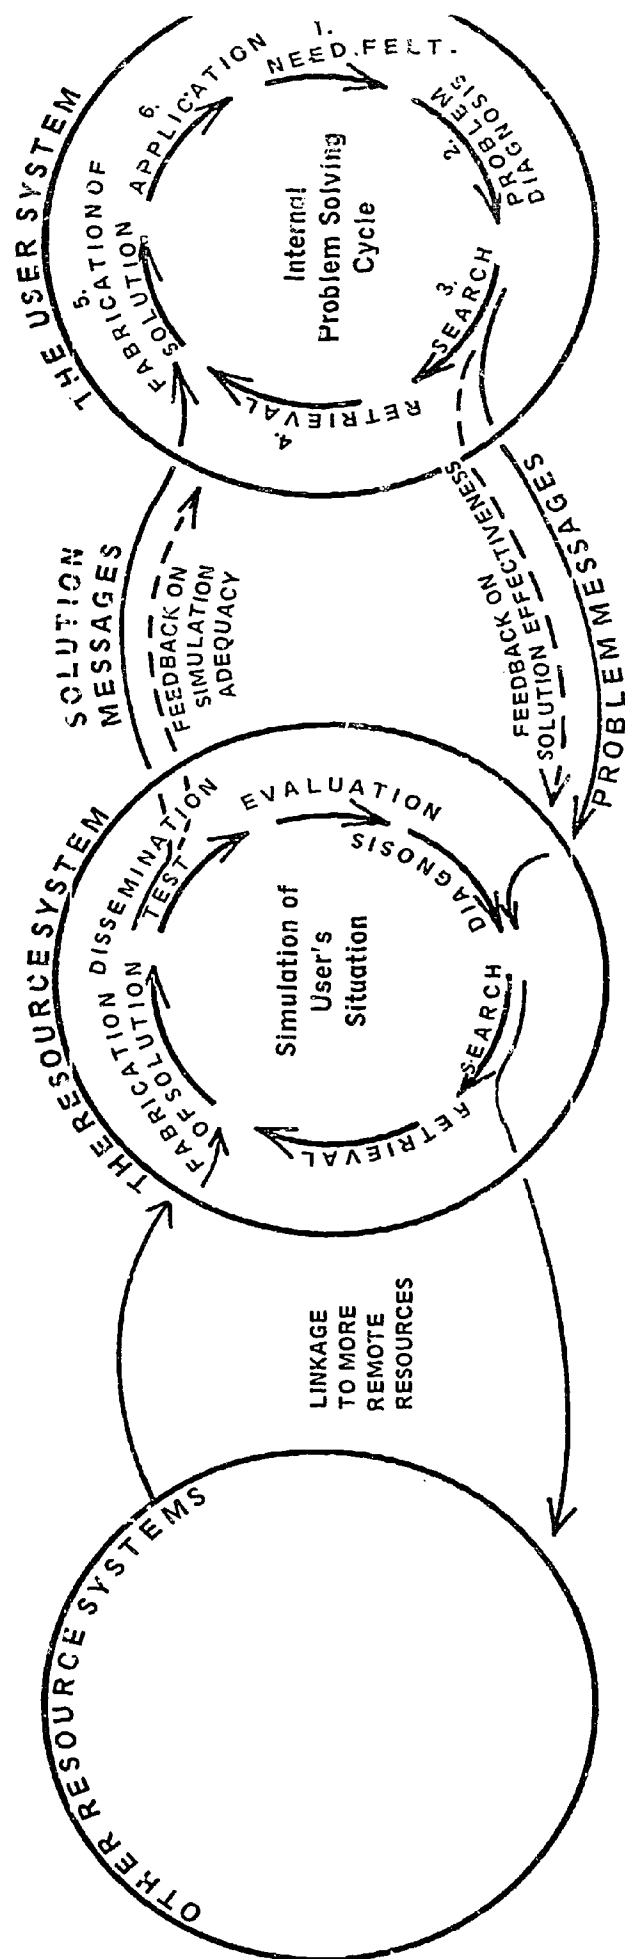 THE USER SYSTEM
1.
NEED FELT.
2.
PROBLEM
DIAGNOSIS
3.
SEARCH
4.
RETRIEVAL
5.
FABRICATION OF
SOLUTION
6.
APPLICATION
Internal
Problem Solving
Cycle
SOLUTION
MESSAGES
FEEDBACK ON
SIMULATION
ADEQUACY
FEEDBACK ON
SOLUTION EFFECTIVENESS
PROBLEM MESSAGES
THE RESOURCE SYSTEM
EVALUATION
DIAGNOSIS
SEARCH
RETRIEVAL
FABRICATION
OF SOLUTION
DISSEMINATION
TEST
Simulation of
User's
Situation
LINKAGE
TO MORE
REMOTE
RESOURCES
OTHER RESOURCE SYSTEMS